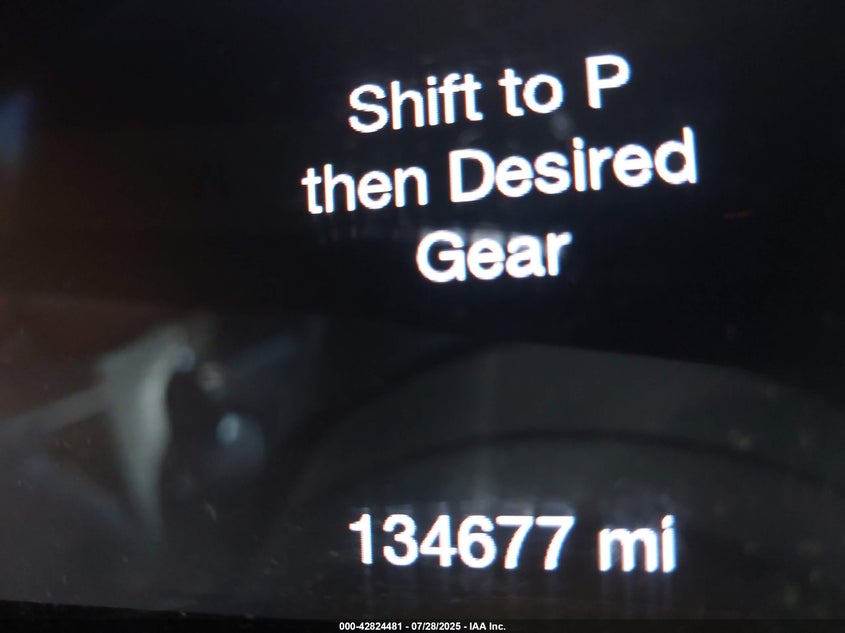 Shift to P
then Desired
Gear
134677 mi
000-42824481 - 07/28/2025 - IAA Inc.